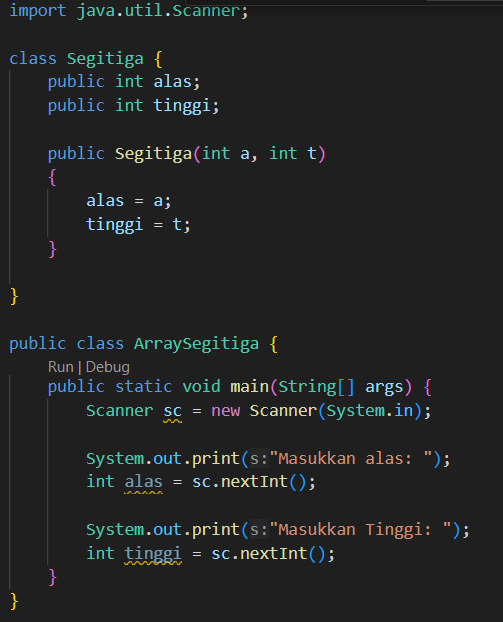 import java.util.Scanner;
class Segitiga {
public int alas;
public int tinggi;
public Segitiga(int a, int t)
{
alas = a;
tinggi = t;
}
}
public class ArraySegitiga {
Run | Debug
public static void main(String[] args) {
Scanner sc = new Scanner(System.in);
System.out.print(s:"Masukkan alas: ");
int alas = sc.nextInt();
System.out.print(s:"Masukkan Tinggi: ");
int tinggi = sc.nextInt();
}
}